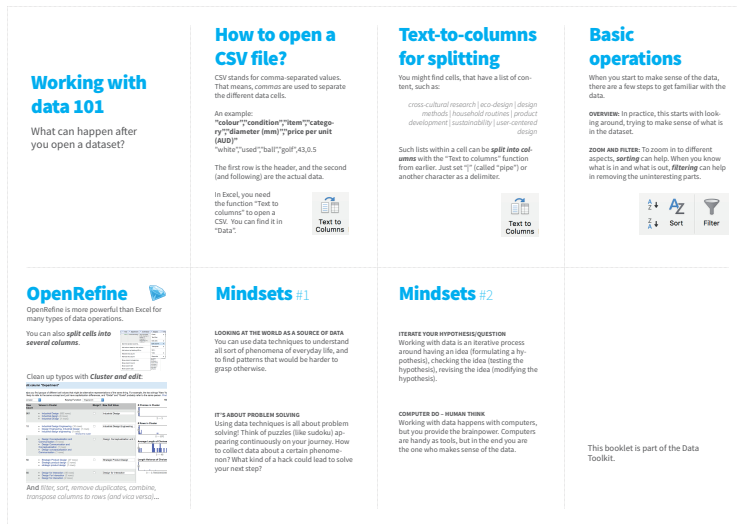 Working with
data 101
What can happen after
you open a dataset?
How to open a
CSV file?
CSV stands for comma-separated values.
That means, commas are used to separate
the different data cells.
An example:
"colour","condition","item","catego-
ry","diameter (mm)","price per unit
(AUD)"
"white","used","ball","golf",43,0.5
The first row is the header, and the second
(and following) are the actual data.
In Excel, you need
the function "Text to
columns" to open a
CSV. You can find it in
"Data".
Text to
Columns
Text-to-columns
for splitting
You might find cells, that have a list of con-
tent, such as:
cross-cultural research | eco-design | design
methods | household routines | product
development | sustainability | user-centered
design
Such lists within a cell can be split into col-
umns with the "Text to columns" function
from earlier. Just set "|" (called "pipe") or
another character as a delimiter.
Text to
Columns
Basic
operations
When you start to make sense of the data,
there are a few steps to get familiar with the
data.
OVERVIEW: In practice, this starts with look-
ing around, trying to make sense of what is
in the dataset.
ZOOM AND FILTER: To zoom in to different
aspects, sorting can help. When you know
what is in and what is out, filtering can help
in removing the uninteresting parts.
Sort
Filter
OpenRefine
OpenRefine is more powerful than Excel for
many types of data operations.
You can also split cells into
several columns.
Clean up typos with Cluster and edit:
And filter, sort, remove duplicates, combine,
transpose columns to rows (and vica versa)...
Mindsets #1
LOOKING AT THE WORLD AS A SOURCE OF DATA
You can use data techniques to understand
all sort of phenomena of everyday life, and
to find patterns that would be harder to
grasp otherwise.
IT'S ABOUT PROBLEM SOLVING
Using data techniques is all about problem
solving! Think of puzzles (like sudoku) ap-
pearing continuously on your journey. How
to collect data about a certain phenome-
non? What kind of a hack could lead to solve
your next step?
Mindsets #2
ITERATE YOUR HYPOTHESIS/QUESTION
Working with data is an iterative process
around having an idea (formulating a hy-
pothesis), checking the idea (testing the
hypothesis), revising the idea (modifying the
hypothesis).
COMPUTER DO – HUMAN THINK
Working with data happens with computers,
but you provide the brainpower. Computers
are handy as tools, but in the end you are
the one who makes sense of the data.
This booklet is part of the Data
Toolkit.